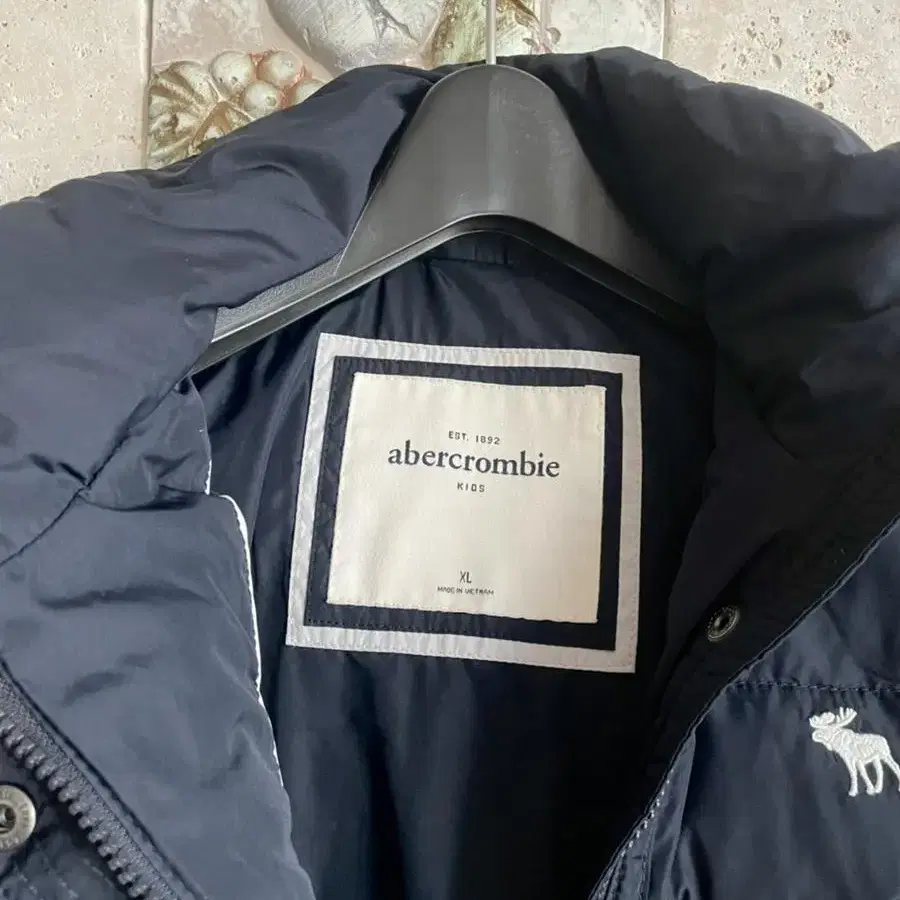 EST. 1892
abercrombie
KIDS
XL
MADE IN VIETNAM